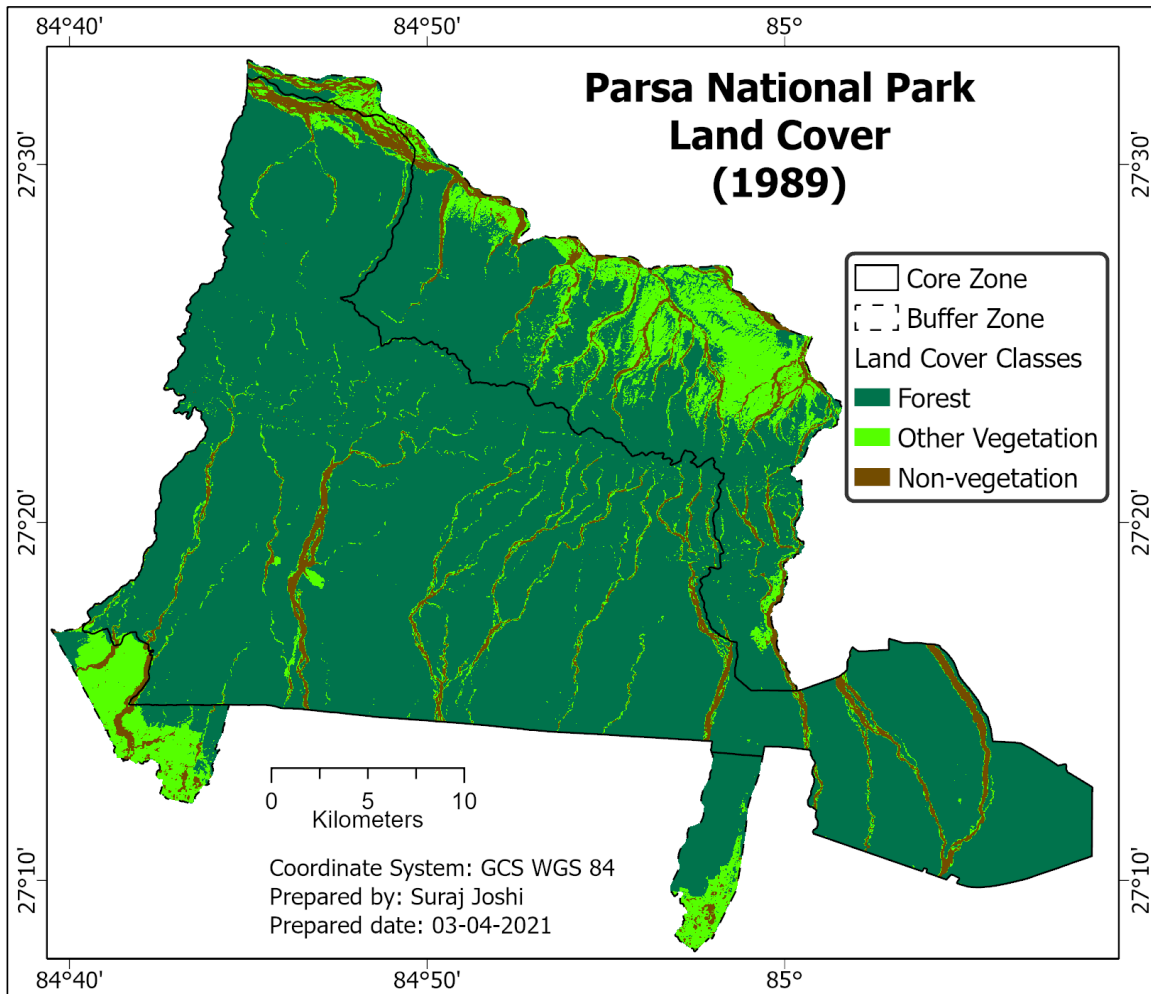 84°40'
84°50'
85°
Parsa National Park
Land Cover
(1989)
27°30'
27°30'
Core Zone
Buffer Zone
Land Cover Classes
Forest
Other Vegetation
Non-vegetation
27°20'
27°20'
0
5
10
Kilometers
Coordinate System: GCS WGS 84
Prepared by: Suraj Joshi
Prepared date: 03-04-2021
27°10'
27°10'
84°40'
84°50'
85°